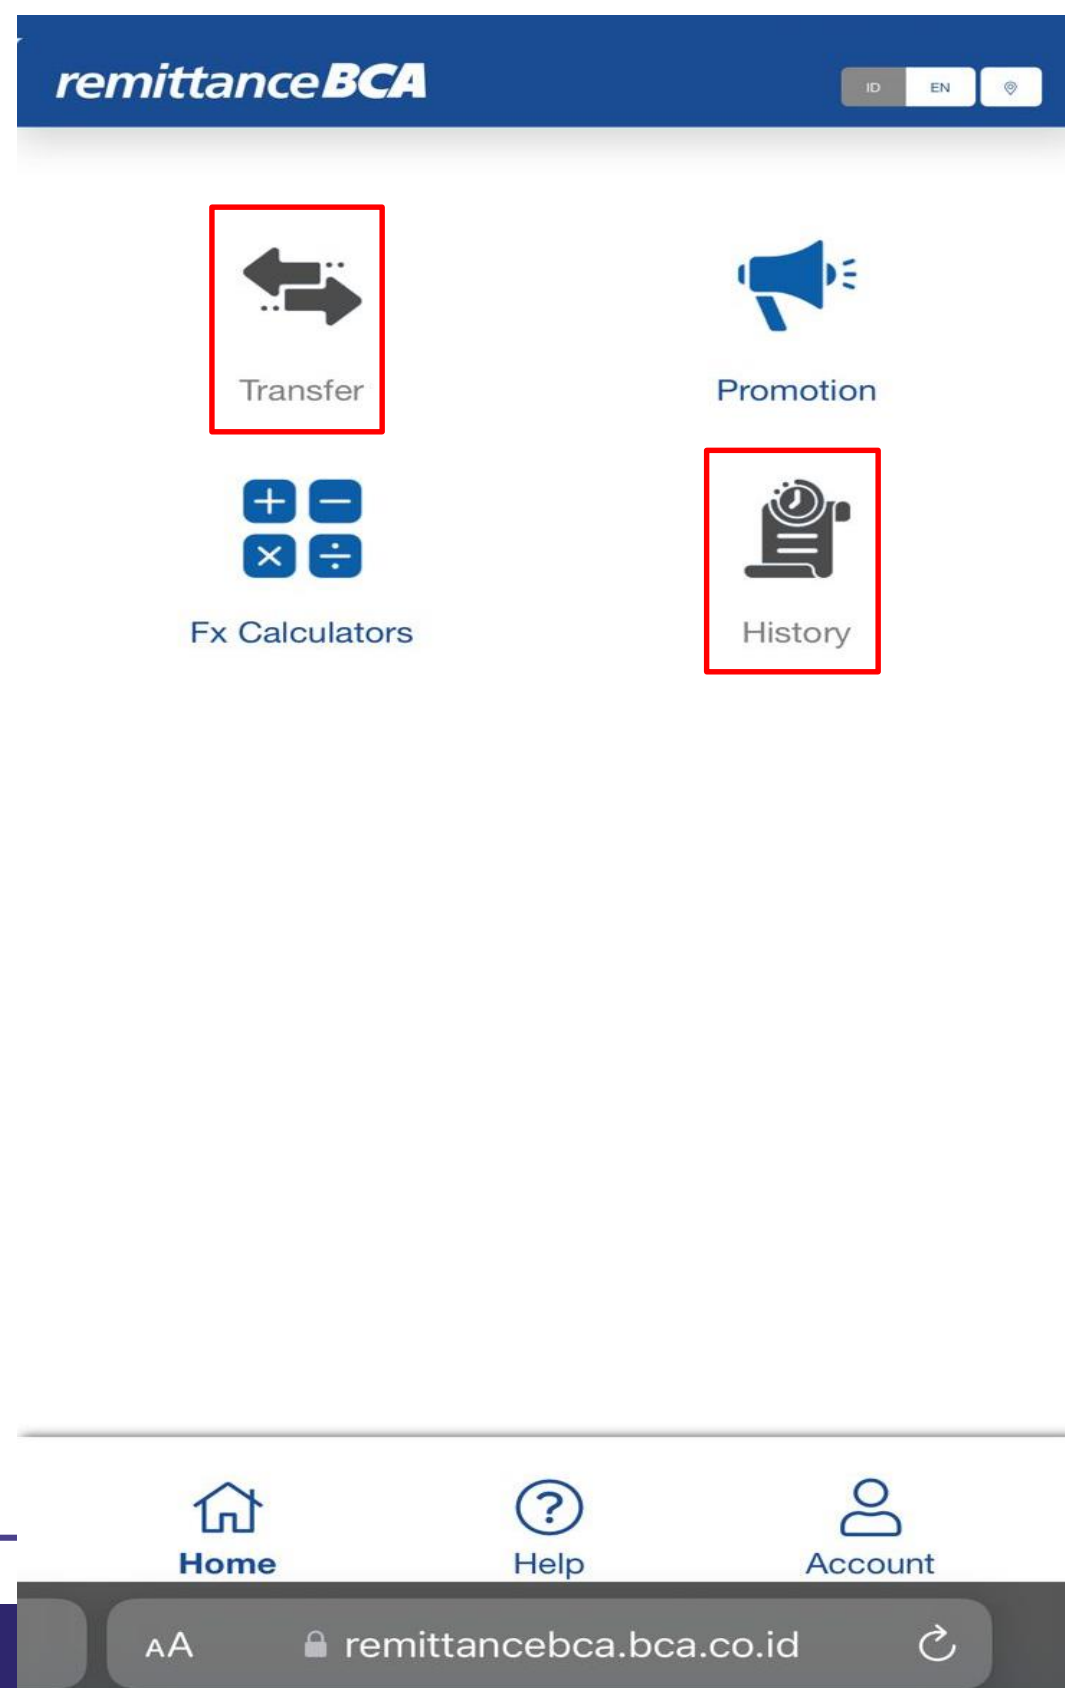 remittanceBCA
ID EN
Transfer
Promotion
Fx Calculators
History
Home
Help
Account
AA remittancebca.bca.co.id